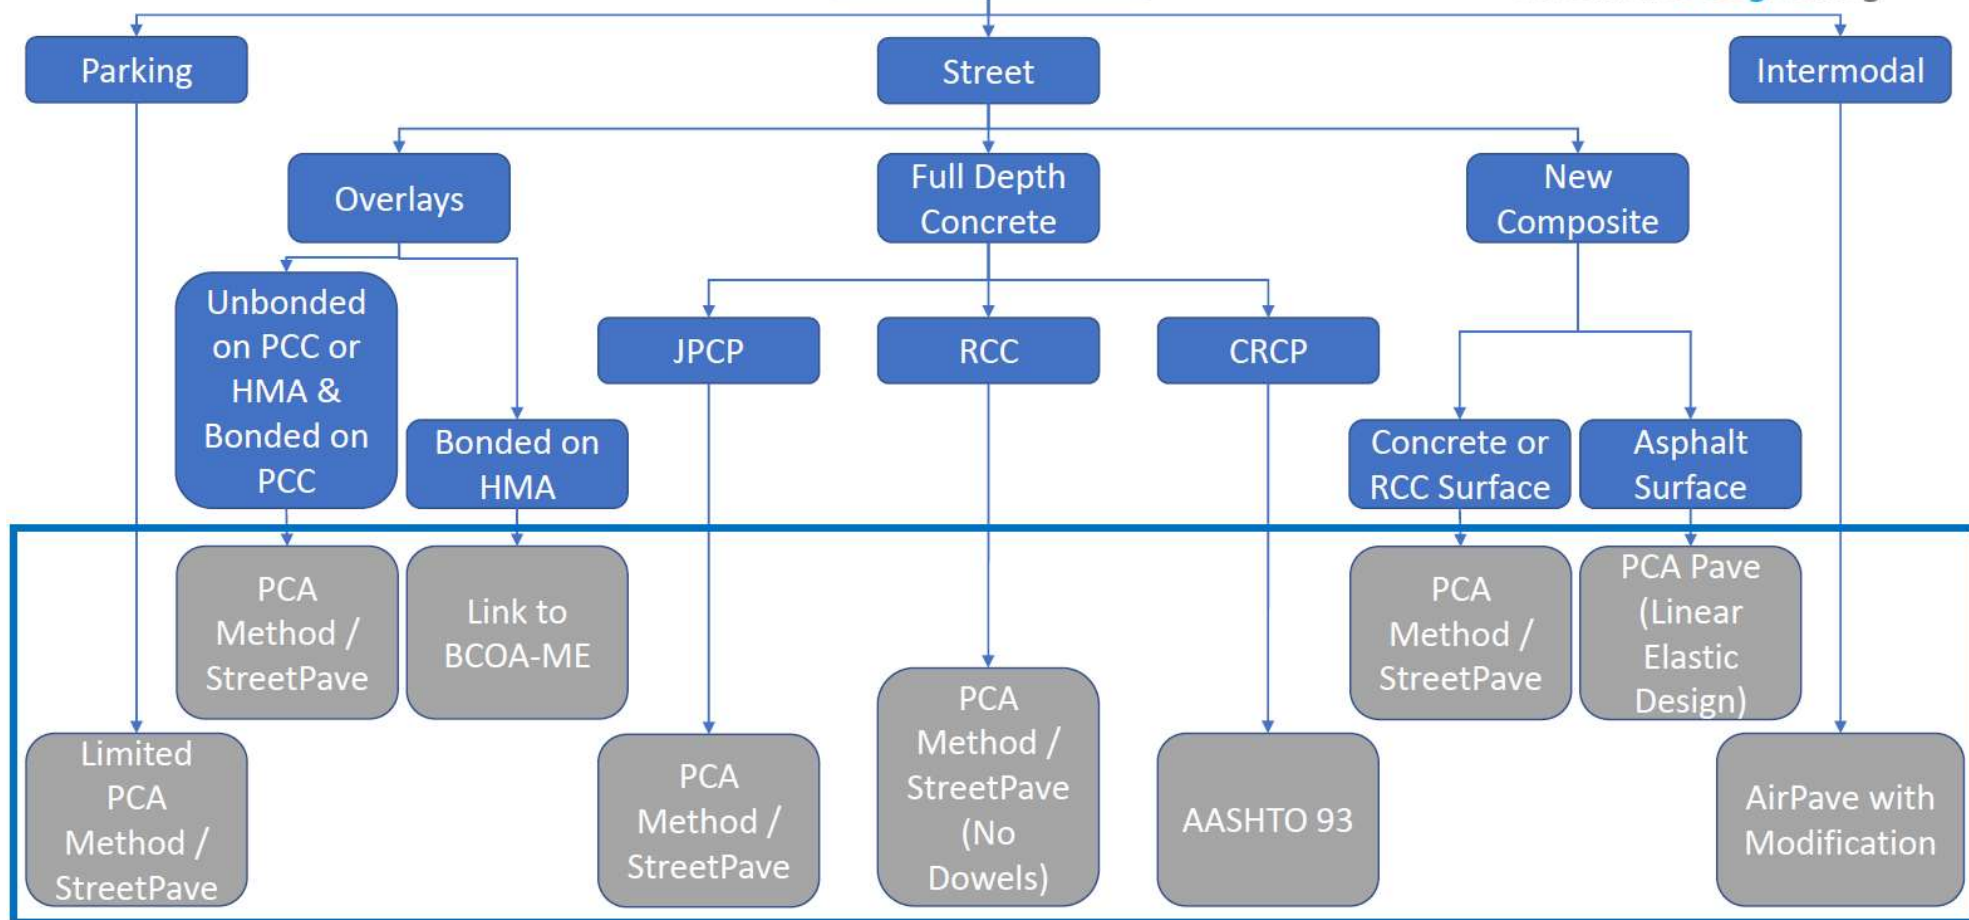 Parking
Street
Intermodal
Overlays
Full Depth
Concrete
New
Composite
Unbonded
on PCC or
HMA &
Bonded on
PCC
Bonded on
HMA
JPCP
RCC
CRCP
Concrete or
RCC Surface
Asphalt
Surface
PCA
Method /
StreetPave
Link to
BCOA-ME
PCA
Method /
StreetPave
PCA Pave
(Linear
Elastic
Design)
Limited
PCA
Method /
StreetPave
PCA
Method /
StreetPave
PCA
Method /
StreetPave
(No
Dowels)
AASHTO 93
AirPave with
Modification